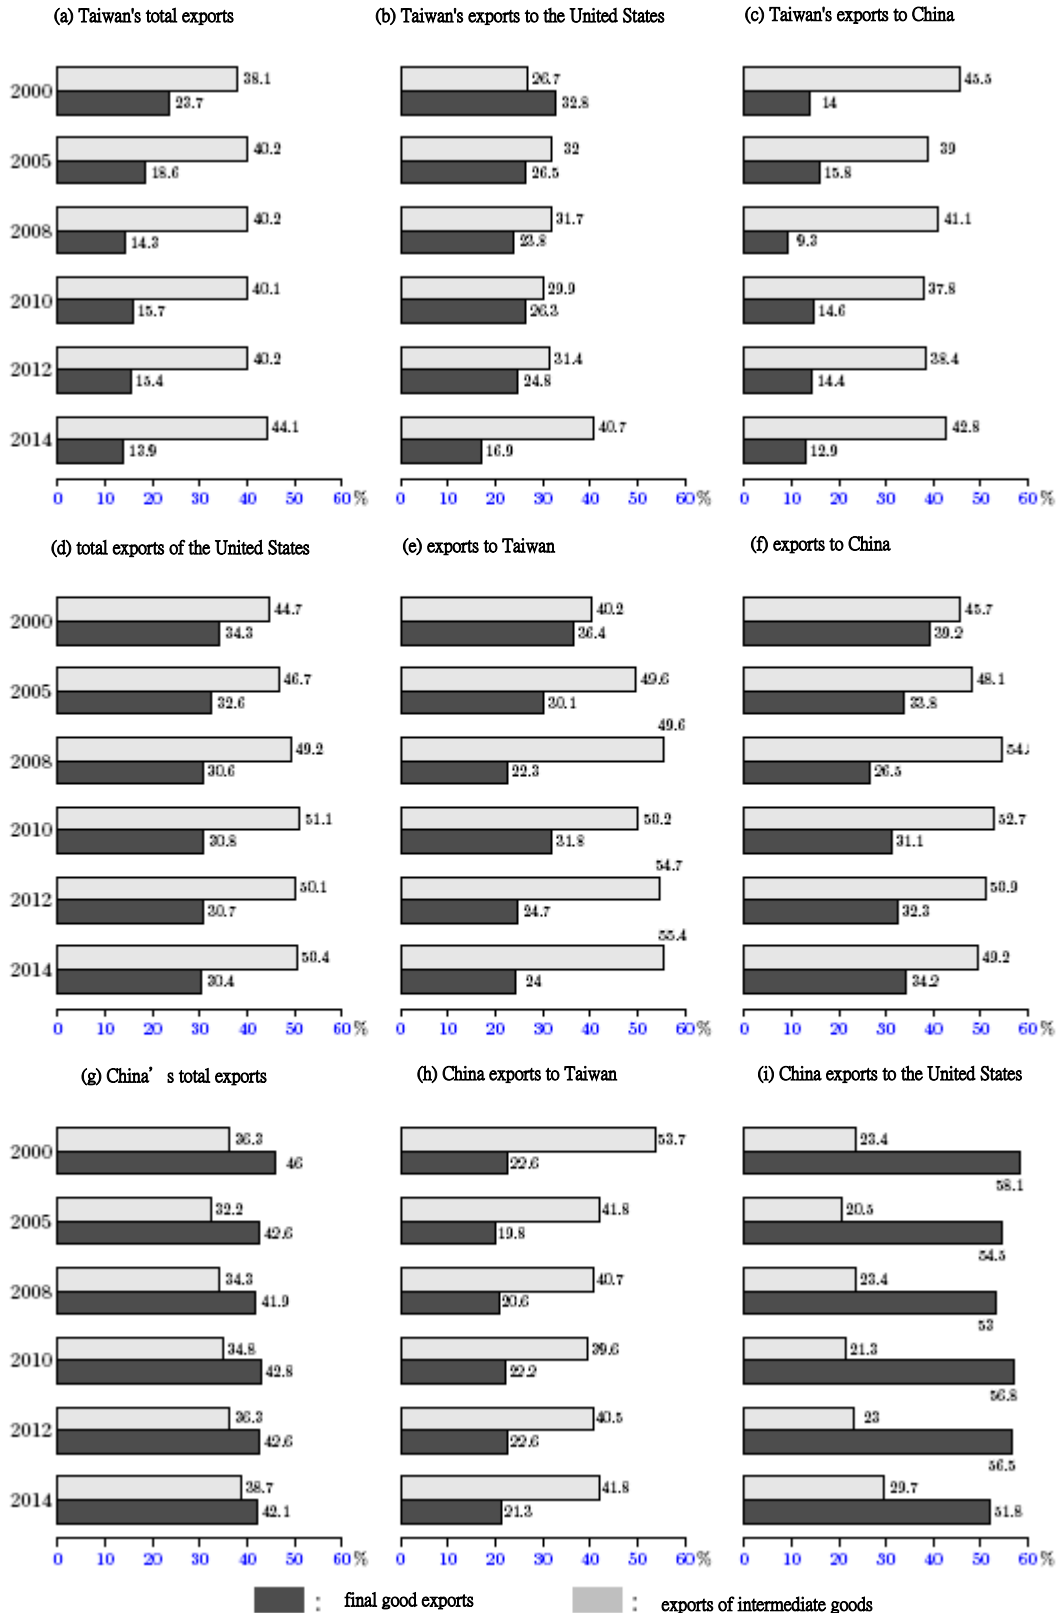 (a) Taiwan's total exports (b) Taiwan's exports to the United States (c) Taiwan's exports to China
2000 38.1 23.7 26.7 32.8 45.5 14
2005 40.2 18.6 32 26.5 39 15.8
2008 40.2 14.3 31.7 23.8 41.1 9.3
2010 40.1 15.7 29.9 26.3 37.8 14.6
2012 40.2 15.4 31.4 24.8 38.4 14.4
2014 44.1 13.9 40.7 16.9 42.8 12.9
0 10 20 30 40 50 60% 0 10 20 30 40 50 60% 0 10 20 30 40 50 60%
(d) total exports of the United States (e) exports to Taiwan (f) exports to China
2000 44.7 34.3 40.2 36.4 45.7 39.2
2005 46.7 32.6 49.6 30.1 48.1 33.8
2008 49.2 30.6 49.6 22.3 54. 26.5
2010 51.1 30.8 50.2 31.8 52.7 31.1
2012 50.1 30.7 54.7 24.7 50.9 32.3
2014 50.4 30.4 55.4 24 49.2 34.2
0 10 20 30 40 50 60% 0 10 20 30 40 50 60% 0 10 20 30 40 50 60%
(g) China’ s total exports (h) China exports to Taiwan (i) China exports to the United States
2000 36.3 46 53.7 22.6 23.4 58.1
2005 32.2 42.6 41.8 19.8 20.5 54.5
2008 34.3 41.9 40.7 20.6 23.4 53
2010 34.8 42.8 39.6 22.2 21.3 56.8
2012 36.3 42.6 40.5 22.6 23 56.5
2014 38.7 42.1 41.8 21.3 29.7 51.8
0 10 20 30 40 50 60% 0 10 20 30 40 50 60% 0 10 20 30 40 50 60%
: final good exports : exports of intermediate goods